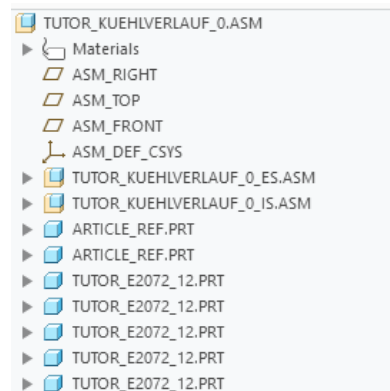 TUTOR_KUEHLVERLAUF_0.ASM
Materials
ASM_RIGHT
ASM_TOP
ASM_FRONT
ASM_DEF_CSYS
TUTOR_KUEHLVERLAUF_0_ES.ASM
TUTOR_KUEHLVERLAUF_0_IS.ASM
ARTICLE_REF.PRT
ARTICLE_REF.PRT
TUTOR_E2072_12.PRT
TUTOR_E2072_12.PRT
TUTOR_E2072_12.PRT
TUTOR_E2072_12.PRT
TUTOR_E2072_12.PRT